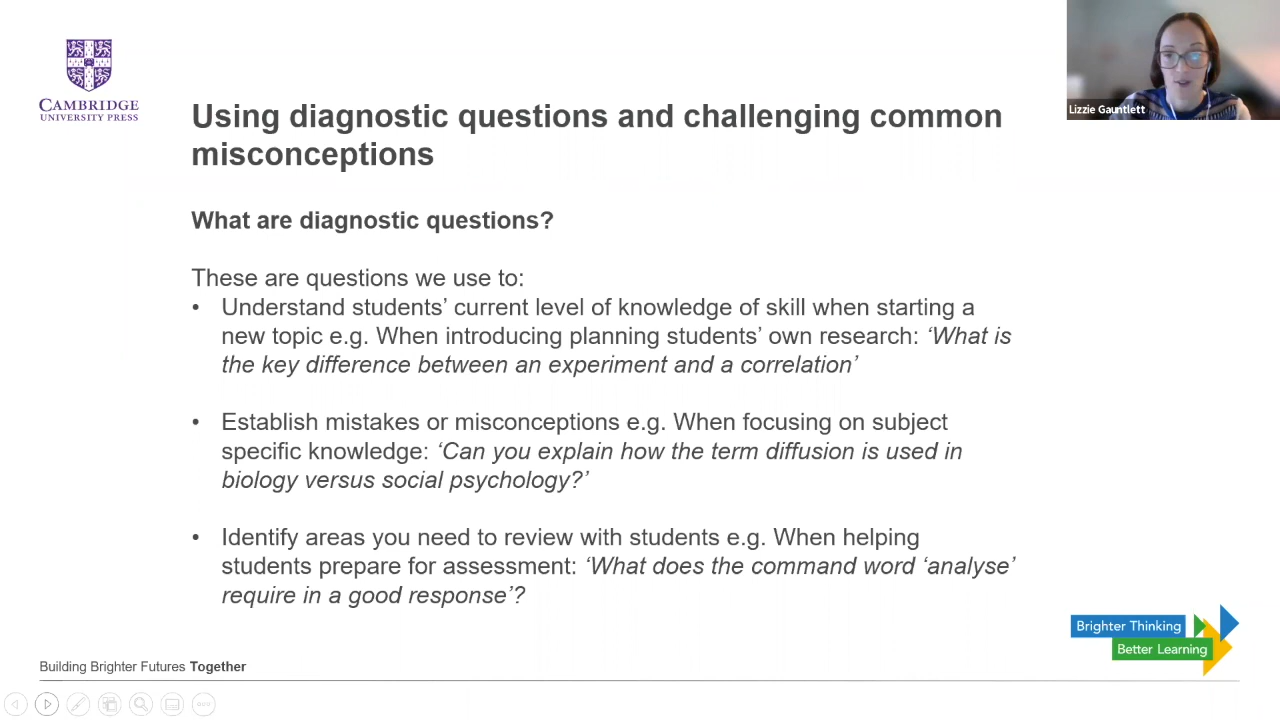 CAMBRIDGE
UNIVERSITY PRESS
Lizzie Gauntlett
Using diagnostic questions and challenging common
misconceptions
What are diagnostic questions?
These are questions we use to:
• Understand students’ current level of knowledge of skill when starting a
new topic e.g. When introducing planning students’ own research: ‘What is
the key difference between an experiment and a correlation’
• Establish mistakes or misconceptions e.g. When focusing on subject
specific knowledge: ‘Can you explain how the term diffusion is used in
biology versus social psychology?’
• Identify areas you need to review with students e.g. When helping
students prepare for assessment: ‘What does the command word ‘analyse’
require in a good response’?
Brighter Thinking
Better Learning
Building Brighter Futures Together